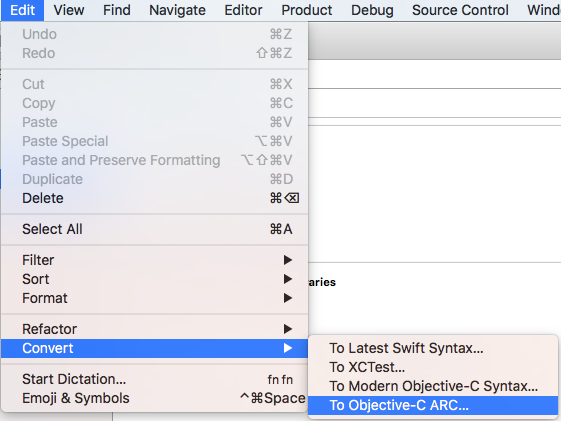 Edit View Find Navigate Editor Product Debug Source Control Wind
Undo ⌘Z
Redo ⇧⌘Z
Cut ⌘X
Copy ⌘C
Paste ⌘V
Paste Special ⌥⌘V
Paste and Preserve Formatting ⌥⇧⌘V
Duplicate ⌘D
Delete ⌘⌫
Select All ⌘A
Filter ▶
aries
Sort ▶
Format ▶
Refactor ▶
Convert ▶
To Latest Swift Syntax...
To XCTest...
To Modern Objective-C Syntax...
To Objective-C ARC...
Start Dictation... fn fn
Emoji & Symbols ^⌘Space